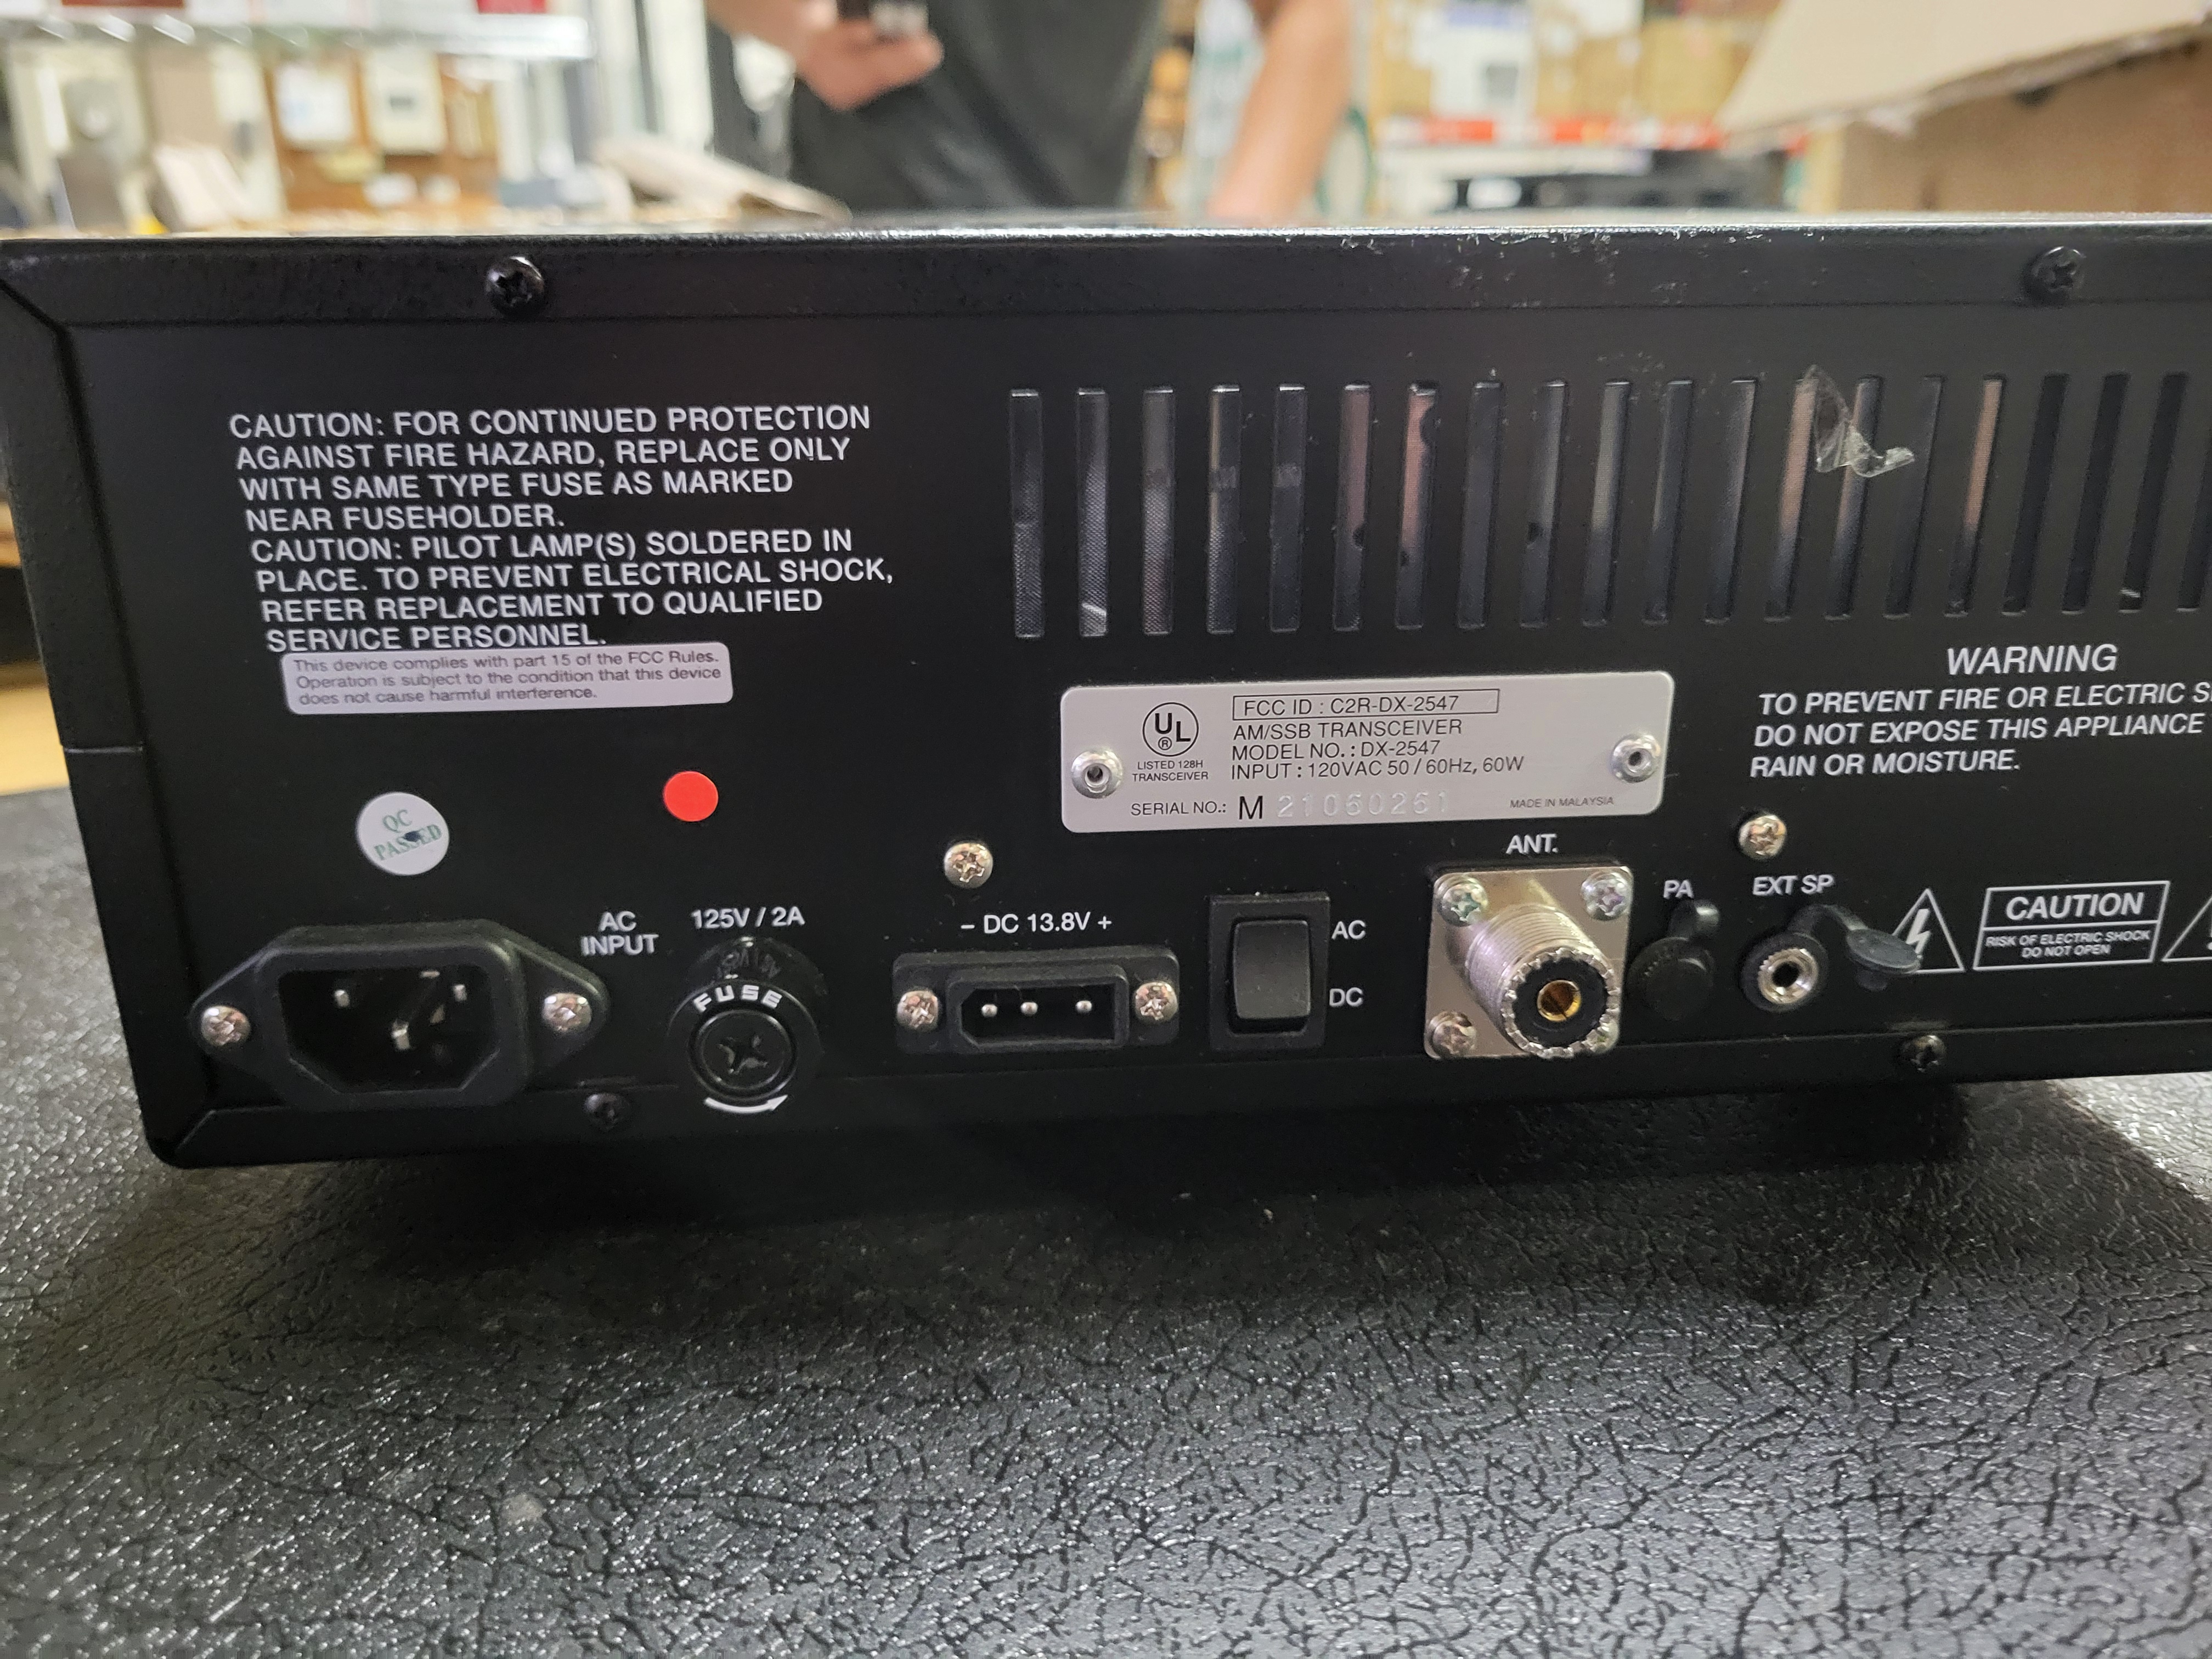 CAUTION: FOR CONTINUED PROTECTION
AGAINST FIRE HAZARD, REPLACE ONLY
WITH SAME TYPE FUSE AS MARKED
NEAR FUSEHOLDER.
CAUTION: PILOT LAMP(S) SOLDERED IN
PLACE. TO PREVENT ELECTRICAL SHOCK,
REFER REPLACEMENT TO QUALIFIED
SERVICE PERSONNEL.
This device complies with part 15 of the FCC Rules.
Operation is subject to the condition that this device
does not cause harmful interference.
QC
PASSED
UL
®
LISTED 128H
TRANSCEIVER
FCC ID : C2R-DX-2547
AM/SSB TRANSCEIVER
MODEL NO. : DX-2547
INPUT : 120VAC 50 / 60Hz, 60W
SERIAL NO.: M 21060261
MADE IN MALAYSIA
WARNING
TO PREVENT FIRE OR ELECTRIC
DO NOT EXPOSE THIS APPLIANCE
RAIN OR MOISTURE.
AC
INPUT
125V / 2A
FUSE
– DC 13.8V +
AC
DC
ANT.
PA
EXT SP
CAUTION
RISK OF ELECTRIC SHOCK
DO NOT OPEN